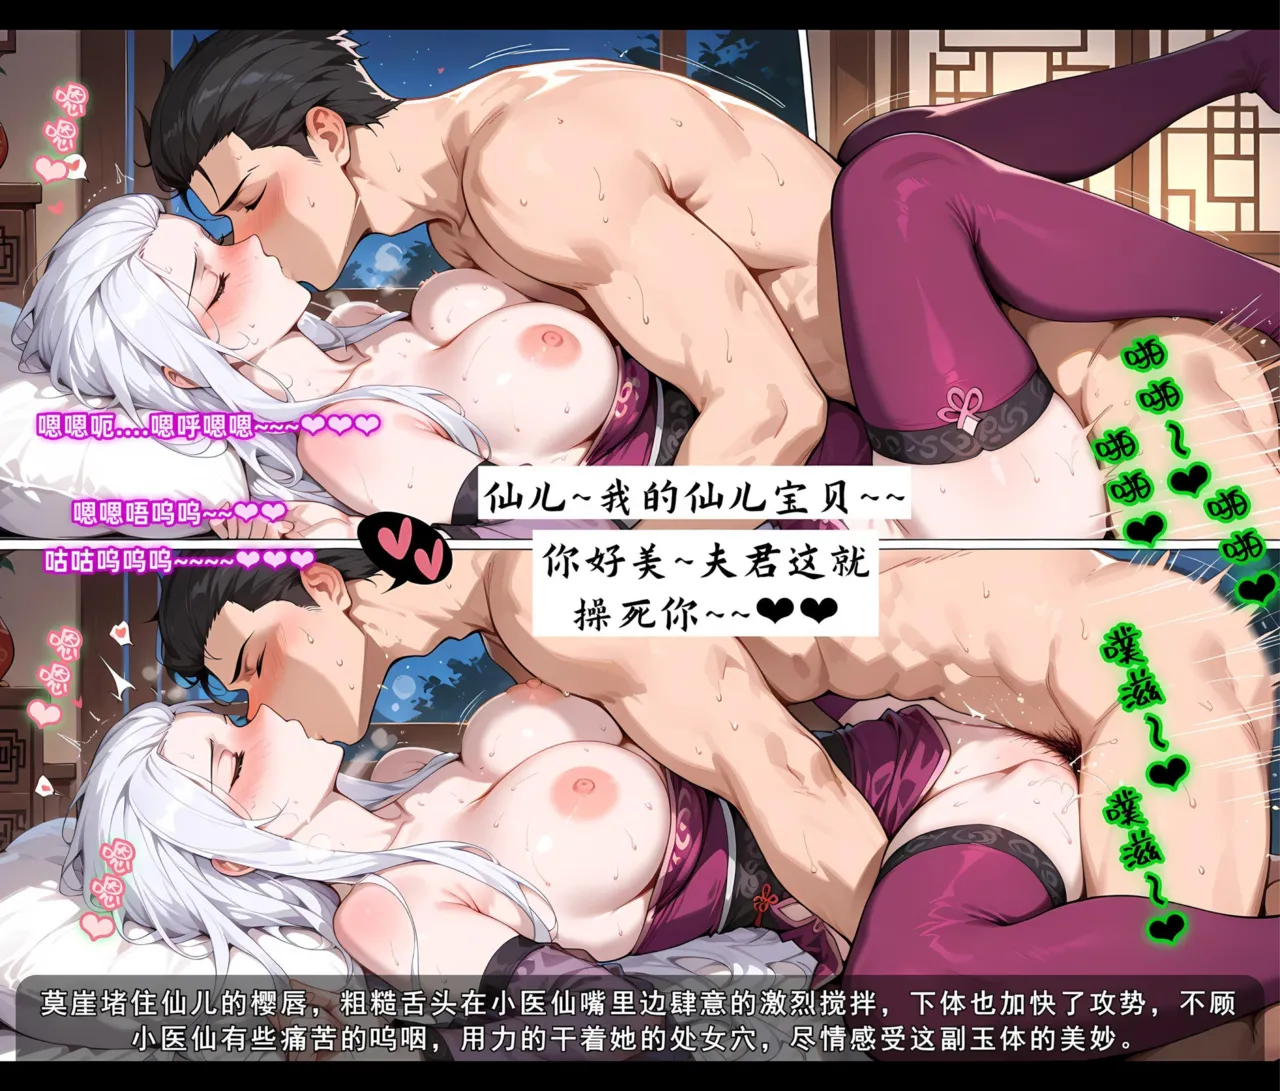 嗯
嗯
嗯嗯呃....嗯呼嗯嗯~~~❤❤❤
嗯嗯唔呜呜~~❤❤
咕咕呜呜呜~~~~❤❤❤
仙儿~我的仙儿宝贝~~
你好美~夫君这就
操死你~~❤❤
啪
啪
~
❤
啪
啪
❤
啪
啪
❤
嗯
嗯
噗
滋
~
❤
噗
滋
~
❤
嗯
嗯
莫崖堵住仙儿的樱唇，粗糙舌头在小医仙嘴里边肆意的激烈搅拌，下体也加快了攻势，不顾
小医仙有些痛苦的呜咽，用力的干着她的处女穴，尽情感受这副玉体的美妙。